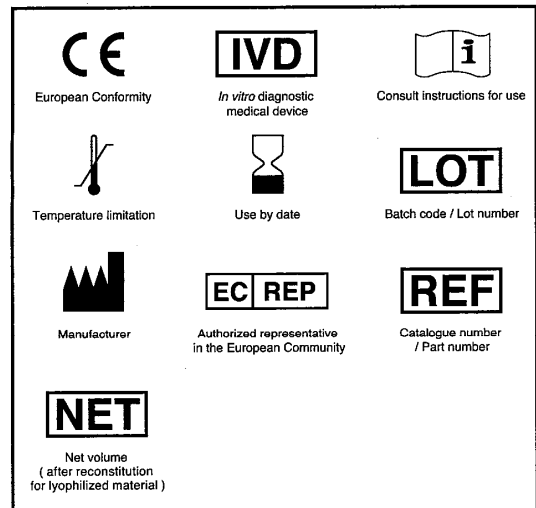 CE
European Conformity
IVD
In vitro diagnostic
medical device
i
Consult instructions for use
Temperature limitation
Use by date
LOT
Batch code / Lot number
Manufacturer
EC REP
Authorized representative
in the European Community
REF
Catalogue number
/ Part number
NET
Net volume
( after reconstitution
for lyophilized material )